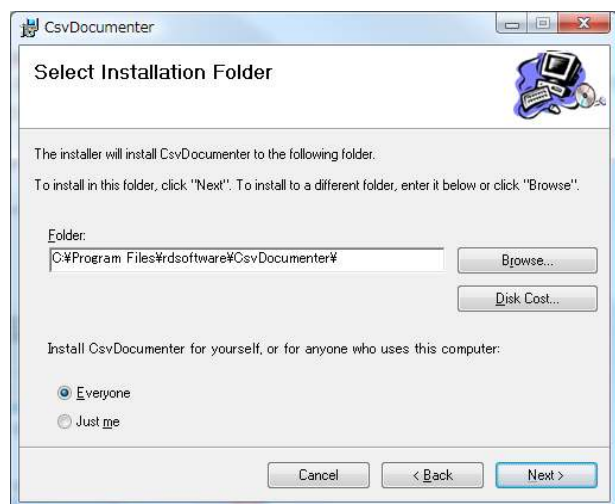 CsvDocumenter
Select Installation Folder
The installer will install CsvDocumenter to the following folder.
To install in this folder, click "Next". To install to a different folder, enter it below or click "Browse".
Folder:
C:¥Program Files¥rdsoftware¥CsvDocumenter¥
Browse...
Disk Cost...
Install CsvDocumenter for yourself, or for anyone who uses this computer:
Everyone
Just me
Cancel
< Back
Next >